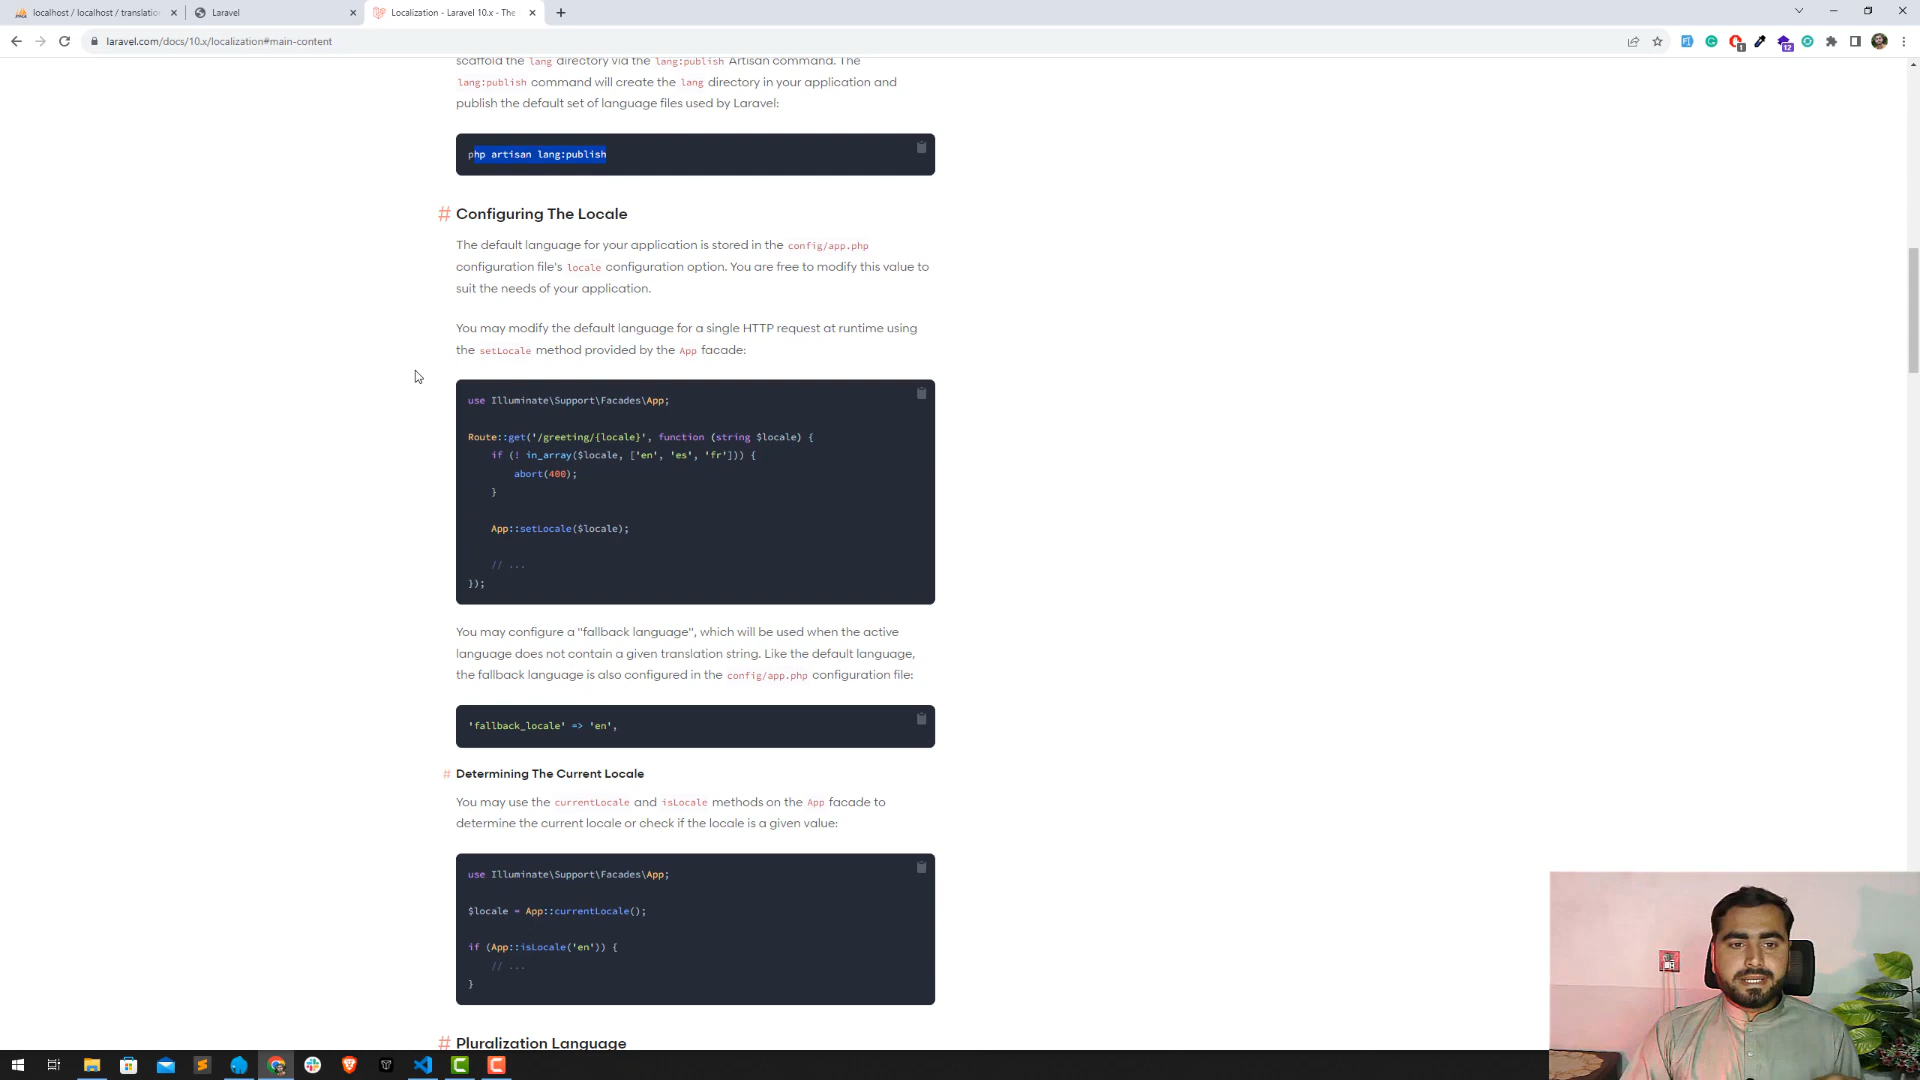 localhost / localhost / translatio
Laravel
Localization - Laravel 10.x - The
laravel.com/docs/10.x/localization#main-content
1
12
scaffold the lang directory via the lang:publish Artisan command. The
lang:publish command will create the lang directory in your application and
publish the default set of language files used by Laravel:
php artisan lang:publish
# Configuring The Locale
The default language for your application is stored in the config/app.php
configuration file's locale configuration option. You are free to modify this value to
suit the needs of your application.
You may modify the default language for a single HTTP request at runtime using
the setLocale method provided by the App facade:
use Illuminate\Support\Facades\App;
Route::get('/greeting/{locale}', function (string $locale) {
if (! in_array($locale, ['en', 'es', 'fr'])) {
abort(400);
}
App::setLocale($locale);
// ...
});
You may configure a "fallback language", which will be used when the active
language does not contain a given translation string. Like the default language,
the fallback language is also configured in the config/app.php configuration file:
'fallback_locale' => 'en',
# Determining The Current Locale
You may use the currentLocale and isLocale methods on the App facade to
determine the current locale or check if the locale is a given value:
use Illuminate\Support\Facades\App;
$locale = App::currentLocale();
if (App::isLocale('en')) {
// ...
}
# Pluralization Language